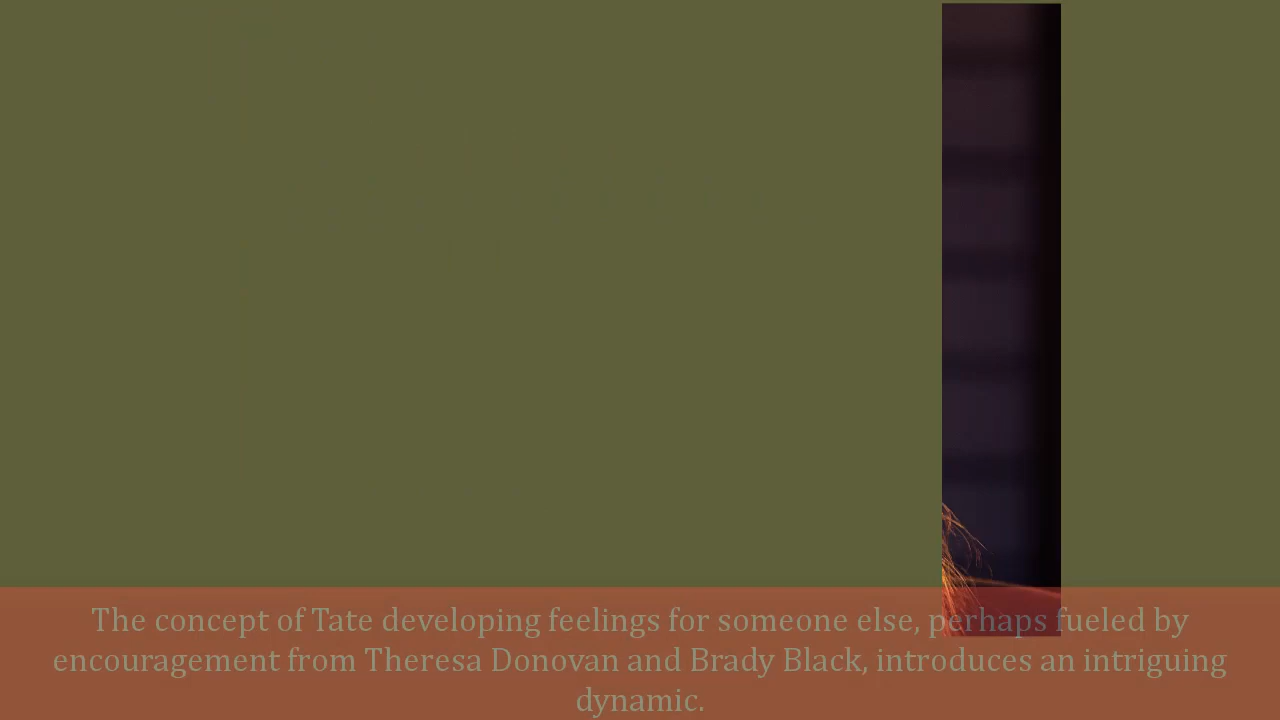 The concept of Tate developing feelings for someone else, perhaps fueled by
encouragement from Theresa Donovan and Brady Black, introduces an intriguing
dynamic.